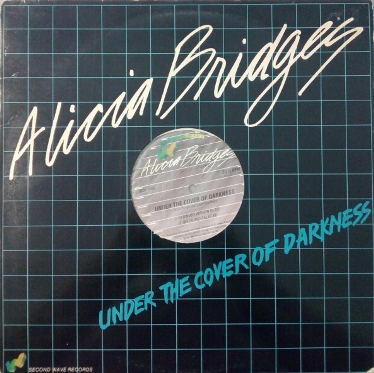 Alicia Bridges
Alicia Bridges
UNDER THE COVER OF DARKNESS
UNDER THE COVER OF DARKNESS
SECOND WAVE RECORDS